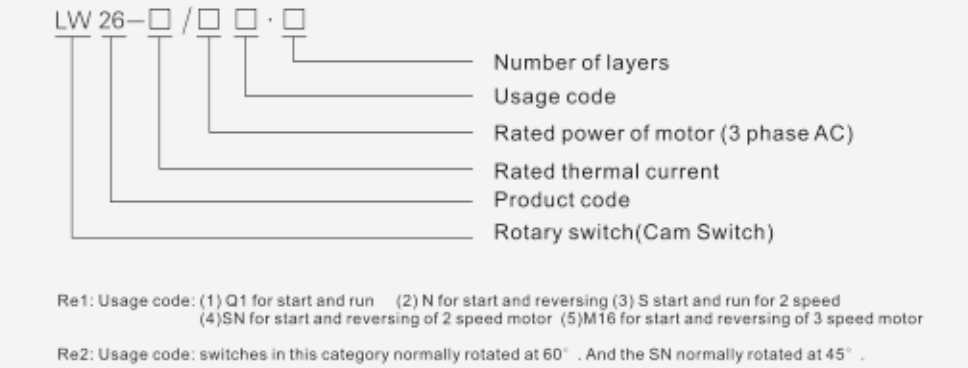 LW 26-□/□ □·□
Number of layers
Usage code
Rated power of motor (3 phase AC)
Rated thermal current
Product code
Rotary switch(Cam Switch)
Re1: Usage code: (1) Q1 for start and run (2) N for start and reversing (3) S start and run for 2 speed
(4)SN for start and reversing of 2 speed motor (5)M16 for start and reversing of 3 speed motor
Re2: Usage code: switches in this category normally rotated at 60° . And the SN normally rotated at 45° .